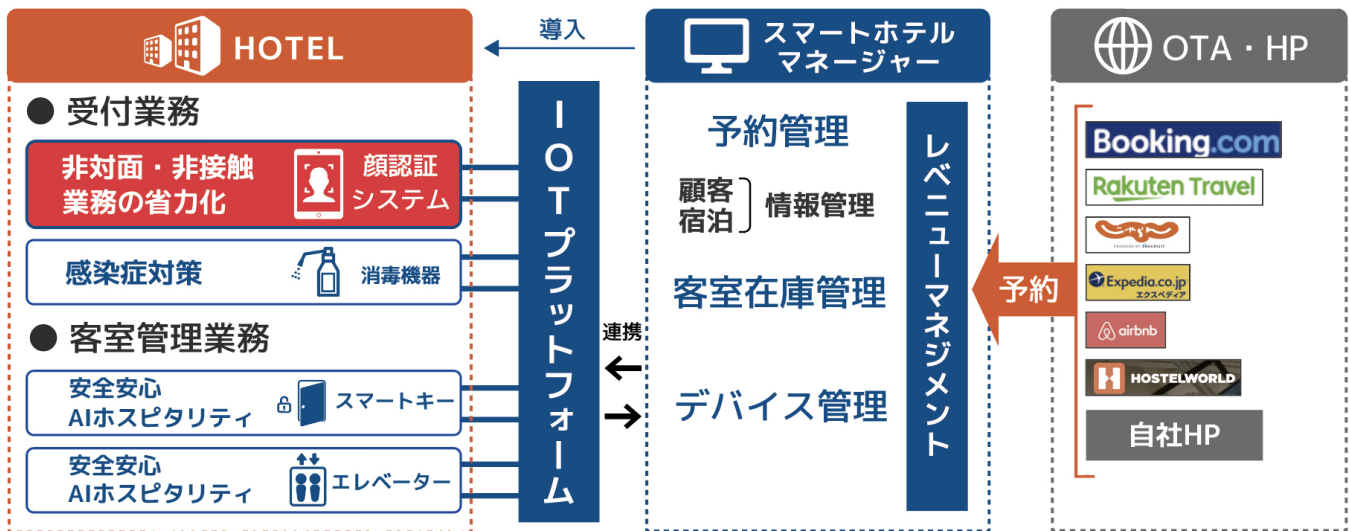 HOTEL
● 受付業務
非対面・非接触
業務の省力化
顔認証
システム
感染症対策
消毒機器
● 客室管理業務
安全安心
AIホスピタリティ
スマートキー
安全安心
AIホスピタリティ
エレベーター
IOTプラットフォーム
導入
連携
スマートホテル
マネージャー
予約管理
顧客
宿泊
情報管理
客室在庫管理
デバイス管理
レベニューマネジメント
予約
OTA・HP
Booking.com
Rakuten Travel
じゃらん
PRODUCED BY RECRUIT
Expedia.co.jp
エクスペディア
airbnb
HOSTELWORLD
自社HP